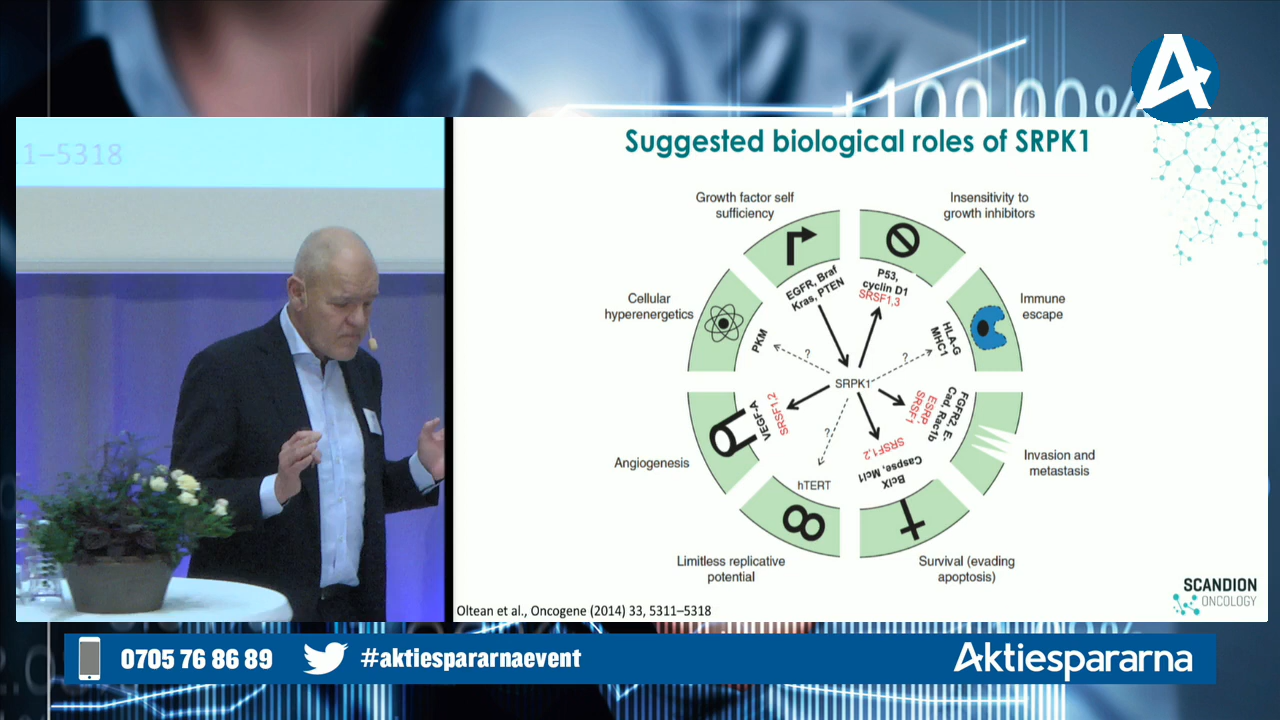 +100,00%
1–5318
Suggested biological roles of SRPK1
Growth factor self
sufficiency
Insensitivity to
growth inhibitors
Cellular
hyperenergetics
Immune
escape
EGFR, Braf
Kras, PTEN
P53,
cyclin D1
SRSF1,3
PKM
?
?
HLA-G
MHC1
SRPK1
VEGF-A
SRSF1,2
?
SRSF1,2
Caspse, Mcl1
BclX
FGFR2, E-
Cad, Rac1b
ESRP,
SRSF1
hTERT
Angiogenesis
Invasion and
metastasis
Limitless replicative
potential
Survival (evading
apoptosis)
Oltean et al., Oncogene (2014) 33, 5311–5318
SCANDION
ONCOLOGY
0705 76 86 89
#aktiespararnaevent
Aktiespararna